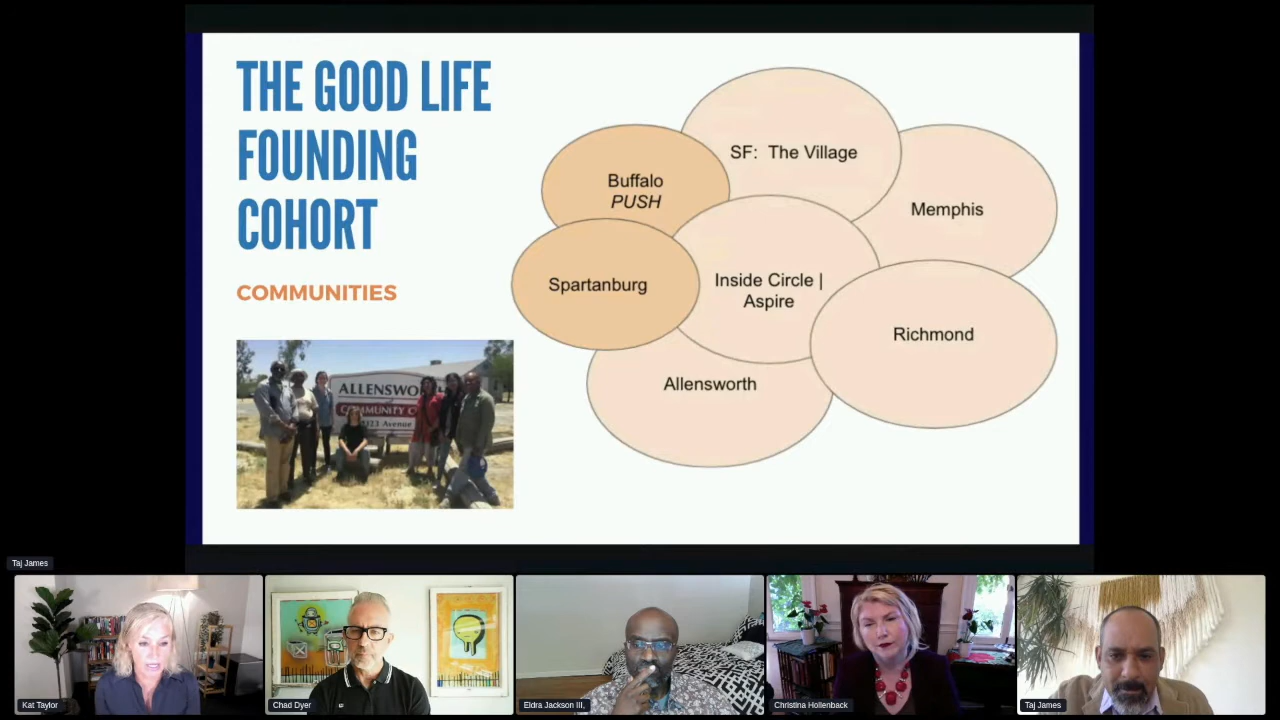 THE GOOD LIFE
FOUNDING
COHORT
COMMUNITIES
SF: The Village
Buffalo
PUSH
Memphis
Spartanburg
Inside Circle |
Aspire
Richmond
Allensworth
ALLENSWO
COMMUNITY C
Avenue
Taj James
Kat Taylor
Chad Dyer
Eldra Jackson III,
Christina Hollenback
Taj James